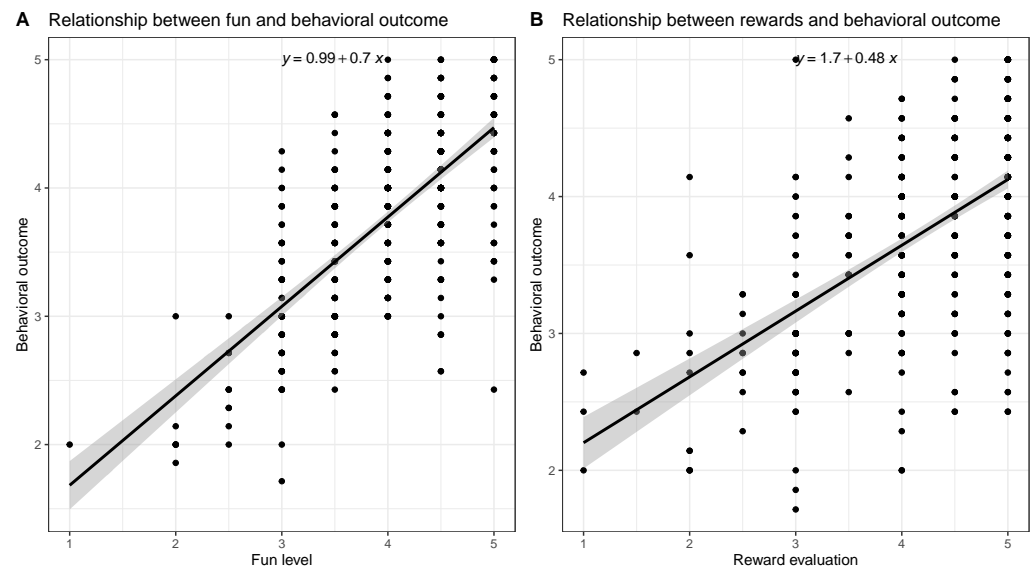 A Relationship between fun and behavioral outcome
y = 0.99 + 0.7 x
5
4
3
2
Behavioral outcome
1 2 3 4 5
Fun level
B Relationship between rewards and behavioral outcome
y = 1.7 + 0.48 x
5
4
3
2
Behavioral outcome
1 2 3 4 5
Reward evaluation